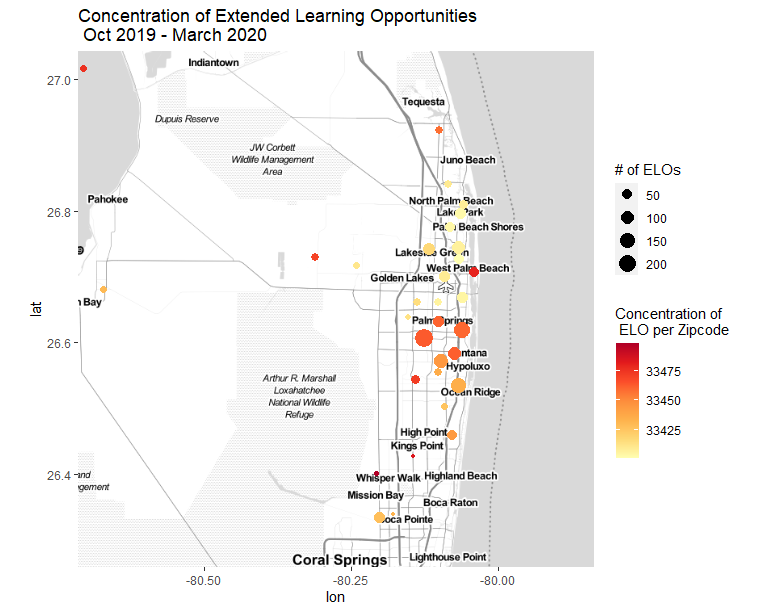 Concentration of Extended Learning Opportunities
Oct 2019 - March 2020
27.0
26.8
26.6
26.4
lat
-80.50
-80.25
-80.00
lon
Indiantown
Tequesta
Dupuis Reserve
JW Corbett
Wildlife Management
Area
Juno Beach
Pahokee
North Palm Beach
Lake Park
Palm Beach Shores
Lakeside Green
West Palm Beach
Golden Lakes
n Bay
Palm Springs
antana
Hypoluxo
Arthur R. Marshall
Loxahatchee
National Wildlife
Refuge
Ocean Ridge
High Point
Kings Point
and
agement
Whisper Walk
Highland Beach
Mission Bay
Boca Raton
Boca Pointe
Coral Springs
Lighthouse Point
# of ELOs
50
100
150
200
Concentration of
ELO per Zipcode
33475
33450
33425